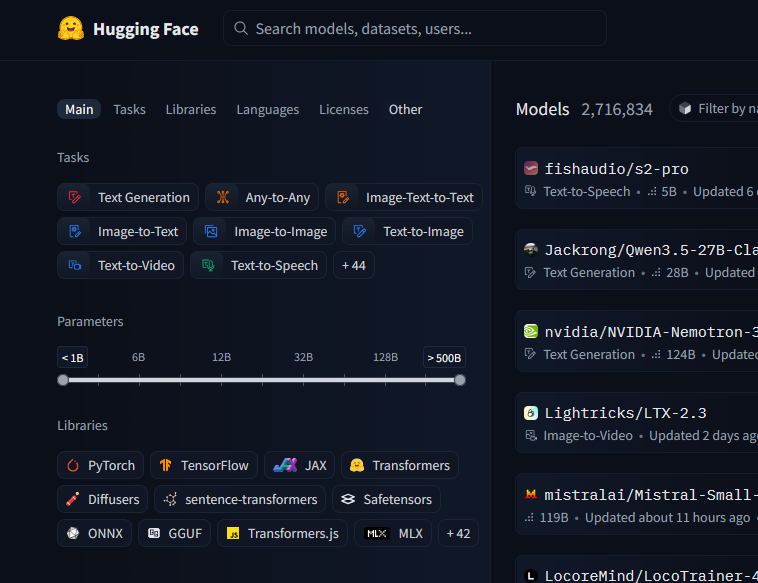 Hugging Face
Search models, datasets, users...
Main Tasks Libraries Languages Licenses Other
Tasks
Text Generation Any-to-Any Image-Text-to-Text
Image-to-Text Image-to-Image Text-to-Image
Text-to-Video Text-to-Speech +44
Parameters
< 1B 6B 12B 32B 128B > 500B
Libraries
PyTorch TensorFlow JAX Transformers
Diffusers sentence-transformers Safetensors
ONNX GGUF JS Transformers.js MLX MLX +42
Models 2,716,834 Filter by
fishaudio/s2-pro
Text-to-Speech • 5B • Updated 6
Jackrong/Qwen3.5-27B-Cla
Text Generation • 28B • Updated
nvidia/NVIDIA-Nemotron-3
Text Generation • 124B • Updated
Lightricks/LTX-2.3
Image-to-Video • Updated 2 days ago
mistralai/Mistral-Small-
119B • Updated about 11 hours ago •
L LocoreMind/LocoTrainer-4